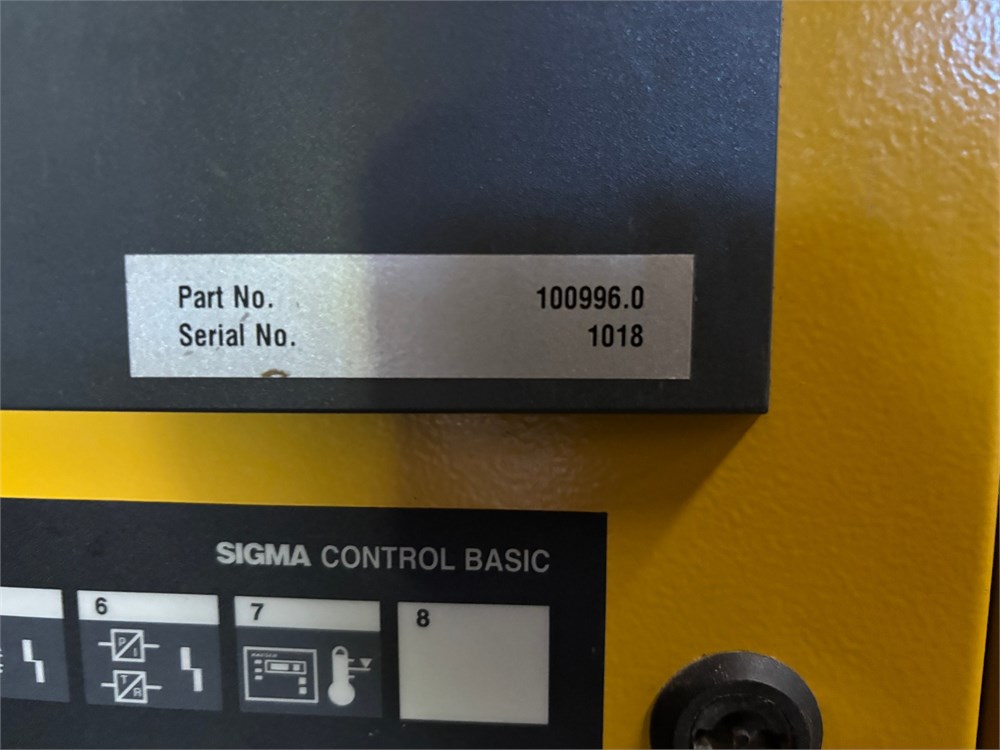 Part No. 100996.0
Serial No. 1018
SIGMA CONTROL BASIC
6 7 8
P
I
T
R